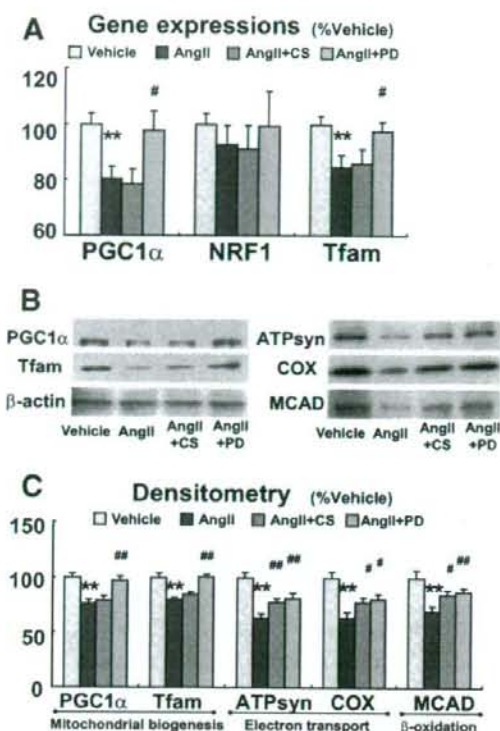 A Gene expressions (%Vehicle)
Vehicle AngII AngII+CS AngII+PD
120
100
80
60
** # ** #
PGC1α NRF1 Tfam
B
PGC1α
Tfam
β-actin
Vehicle AngII AngII +CS AngII +PD
ATPsyn
COX
MCAD
Vehicle AngII AngII +CS AngII +PD
C Densitometry (%Vehicle)
Vehicle AngII AngII+CS AngII+PD
150
100
50
0
** ## ** ## ** ## ## ** # # ** # ##
PGC1α Tfam ATPsyn COX MCAD
Mitochondrial biogenesis Electron transport β-oxidation